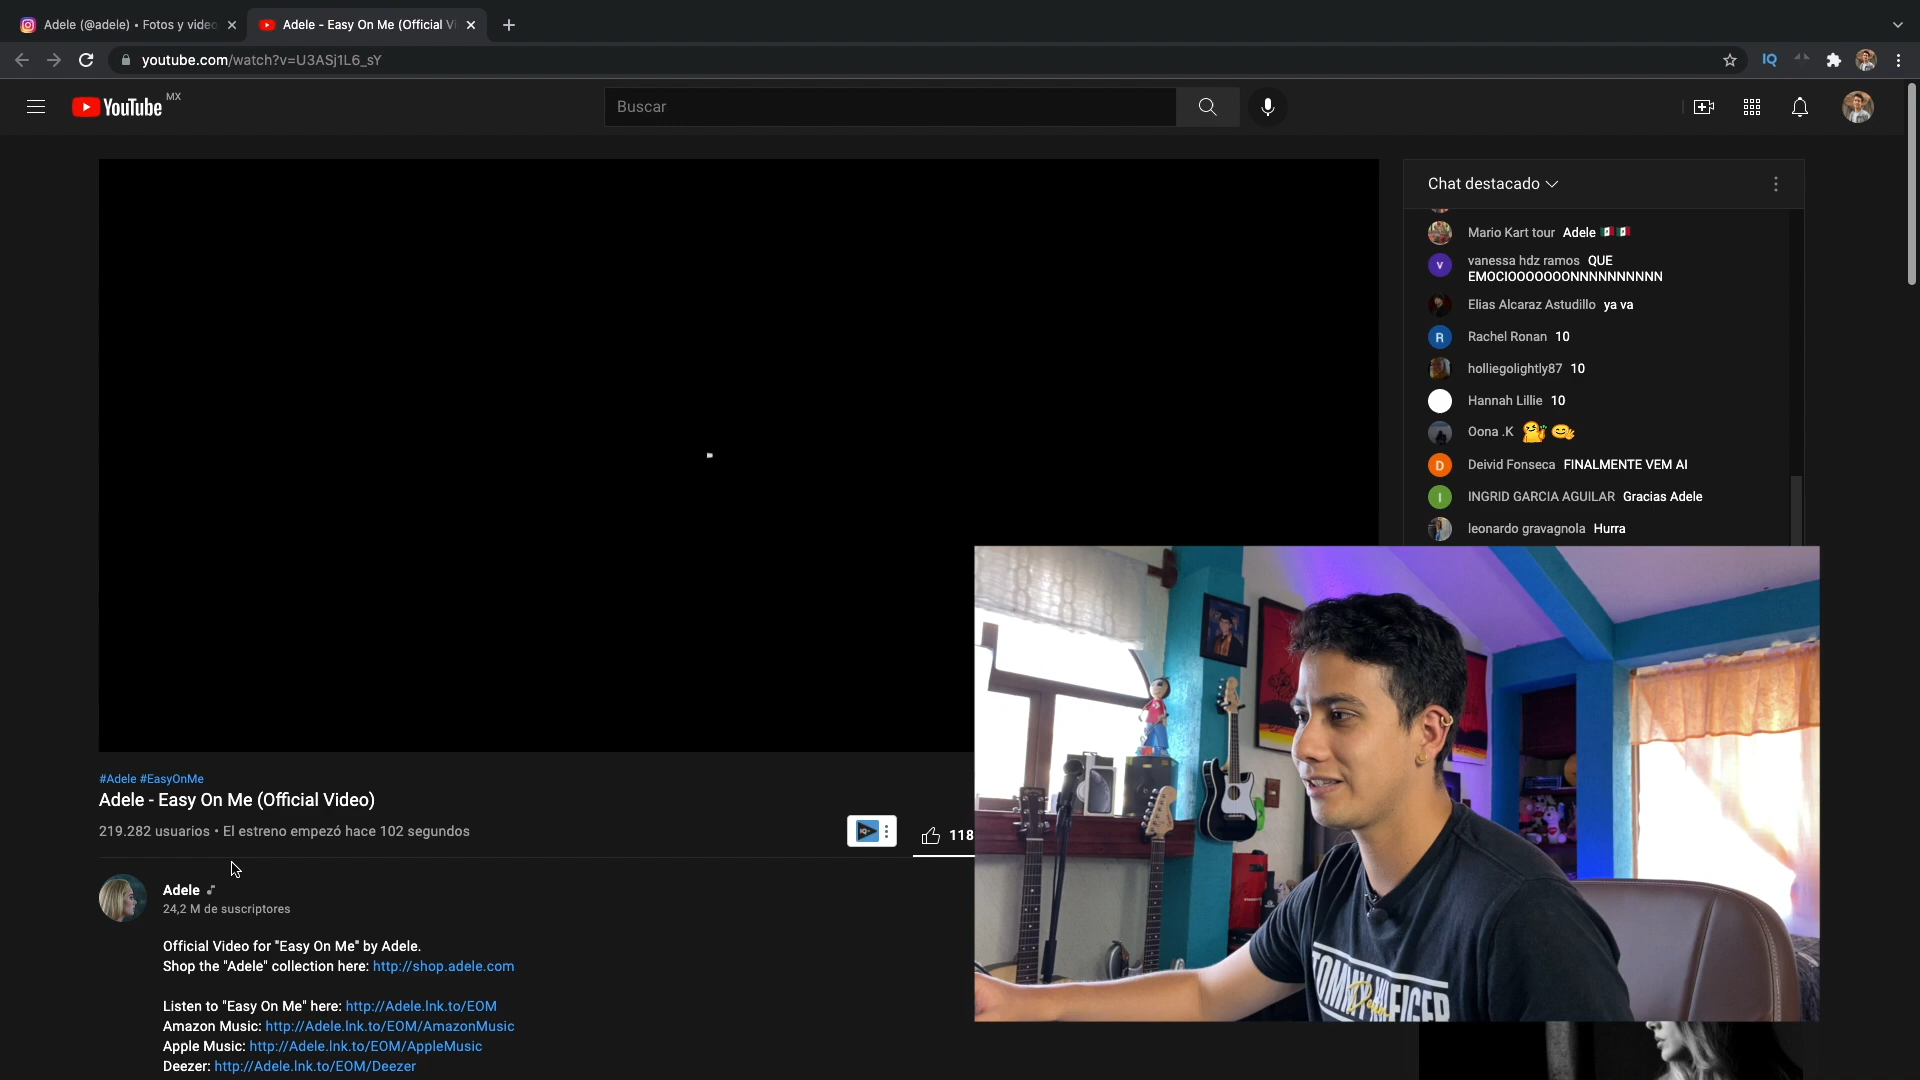 Adele (@adele) • Fotos y video
Adele - Easy On Me (Official Vi
youtube.com/watch?v=U3ASj1L6_sY
IQ
YouTube MX
Buscar
Chat destacado
Mario Kart tour Adele 🇲🇽🇲🇽
vanessa hdz ramos QUE
EMOCIOOOOOOONNNNNNNNNN
Elias Alcaraz Astudillo ya va
R Rachel Ronan 10
holliegolightly87 10
Hannah Lillie 10
Oona .K
D Deivid Fonseca FINALMENTE VEM AI
I INGRID GARCIA AGUILAR Gracias Adele
leonardo gravagnola Hurra
#Adele #EasyOnMe
Adele - Easy On Me (Official Video)
219.282 usuarios • El estreno empezó hace 102 segundos
118
Adele
24,2 M de suscriptores
Official Video for "Easy On Me" by Adele.
Shop the "Adele" collection here: http://shop.adele.com
Listen to "Easy On Me" here: http://Adele.lnk.to/EOM
Amazon Music: http://Adele.lnk.to/EOM/AmazonMusic
Apple Music: http://Adele.lnk.to/EOM/AppleMusic
Deezer: http://Adele.lnk.to/EOM/Deezer